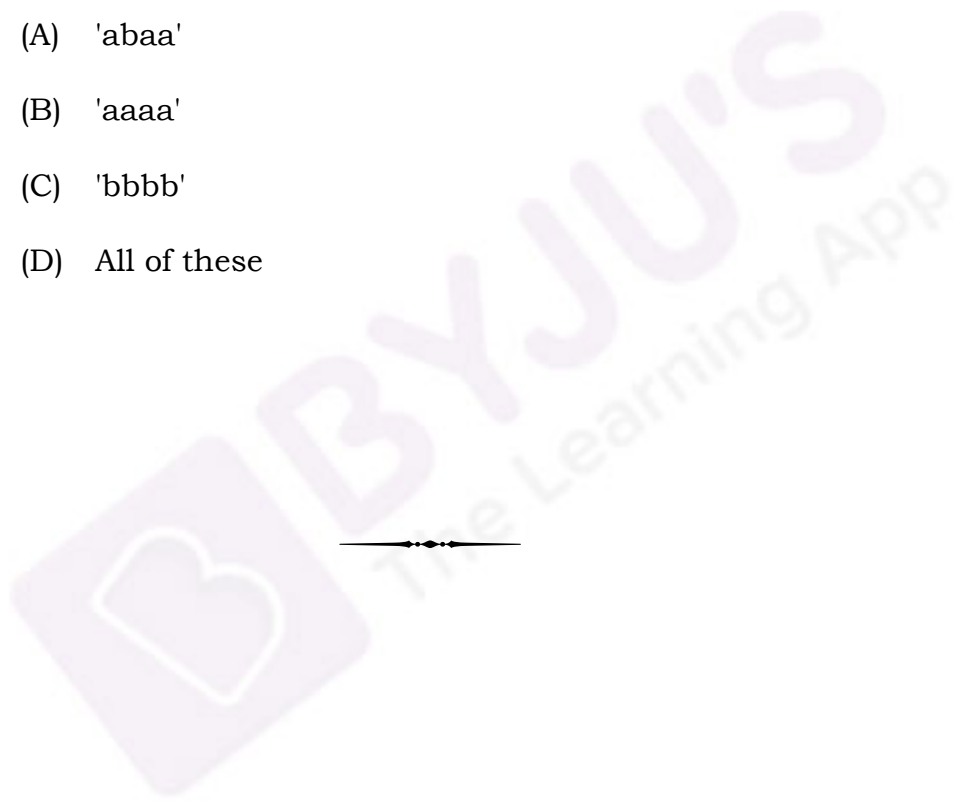 (A) 'abaa'
(B) 'aaaa'
(C) 'bbbb'
(D) All of these
BYJU'S
The Learning App